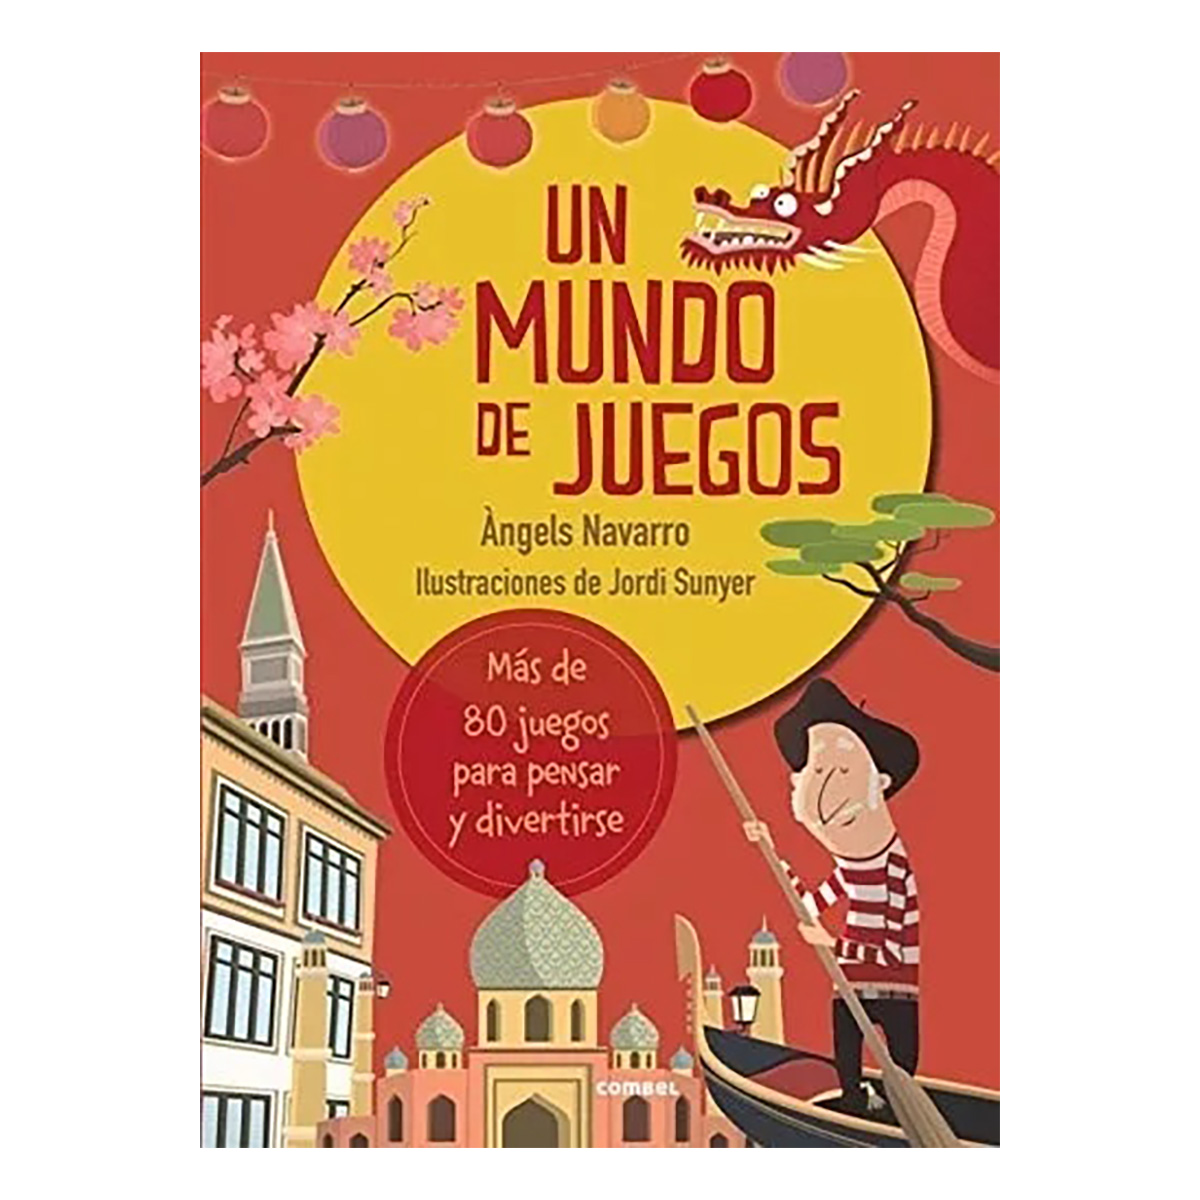 UN
MUNDO
DE JUEGOS
Àngels Navarro
Ilustraciones de Jordi Sunyer
Más de
80 juegos
para pensar
y divertirse
COMBEL